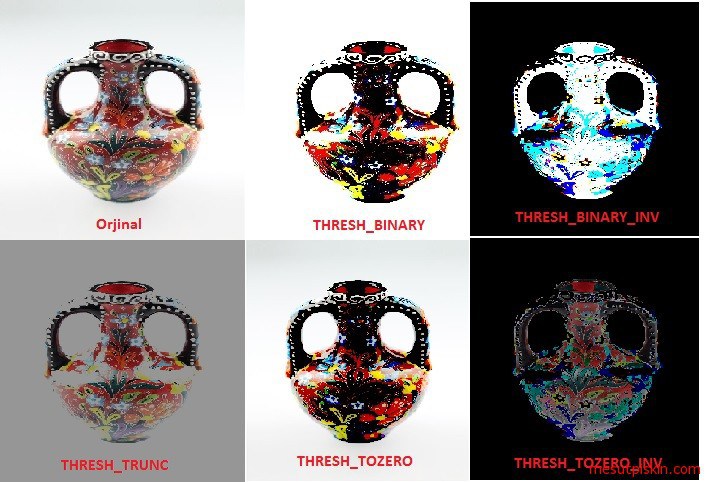 Orjinal
THRESH_BINARY
THRESH_BINARY_INV
THRESH_TRUNC
THRESH_TOZERO
THRESH_TOZERO_INV
mesutpiskin.com